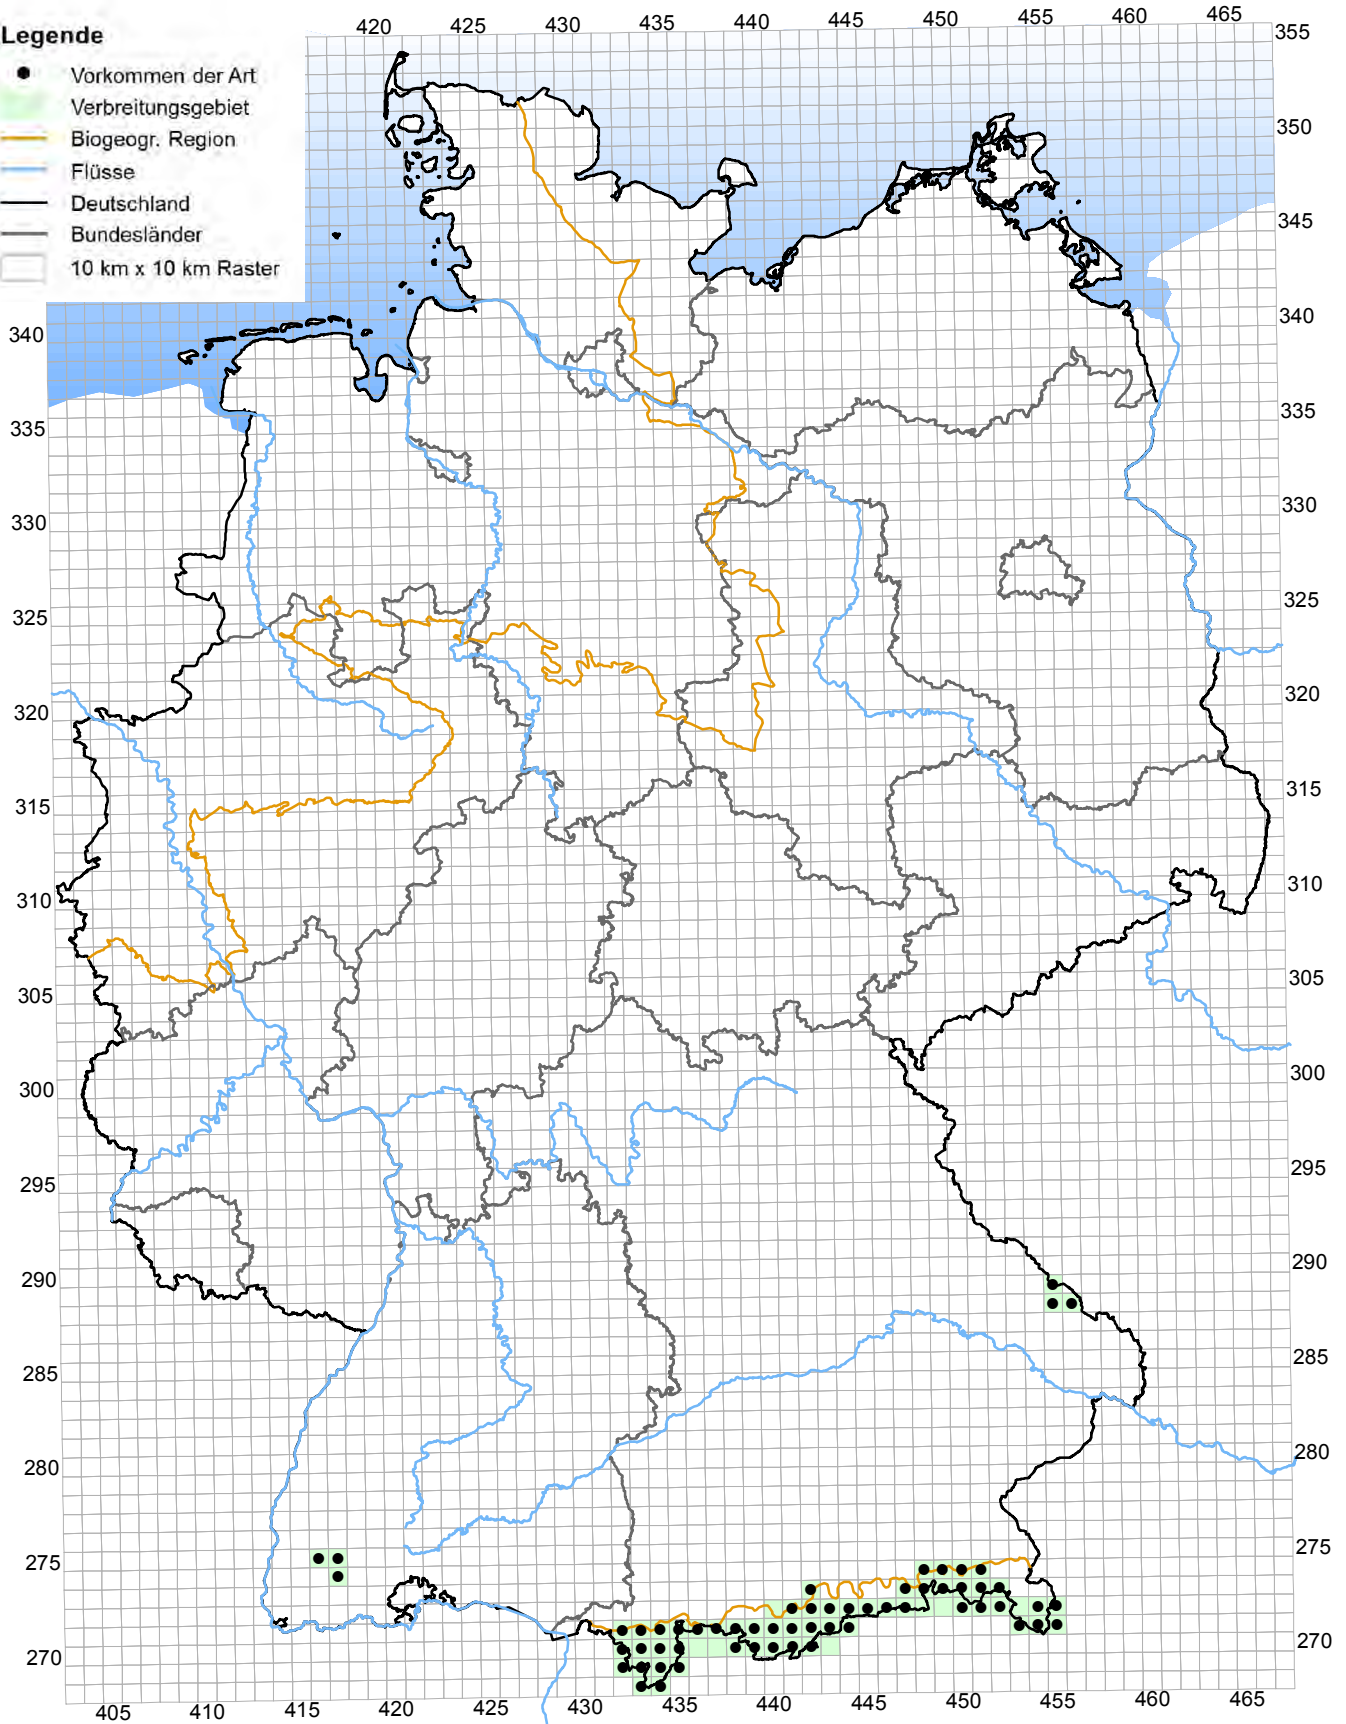 Legende
Vorkommen der Art
Verbreitungsgebiet
Biogeogr. Region
Flüsse
Deutschland
Bundesländer
10 km x 10 km Raster
420 425 430 435 440 445 450 455 460 465
355
350
345
340 340
335 335
330 330
325 325
320 320
315 315
310 310
305 305
300 300
295 295
290 290
285 285
280 280
275 275
270 270
405 410 415 420 425 430 435 440 445 450 455 460 465